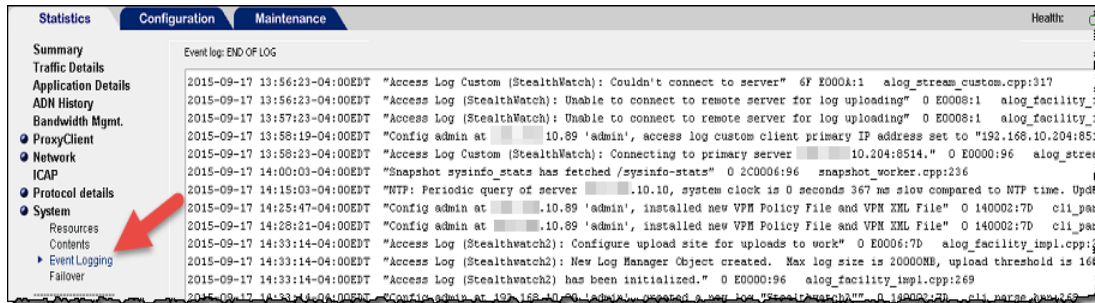 Statistics Configuration Maintenance Health:
Summary
Traffic Details
Application Details
ADN History
Bandwidth Mgmt.
ProxyClient
Network
ICAP
Protocol details
System
Resources
Contents
Event Logging
Failover
Event log: END OF LOG
2015-09-17 13:56:23-04:00EDT "Access Log Custom (StealthWatch): Couldn't connect to server" 6F E000A:1 alog_stream_custom.cpp:317
2015-09-17 13:56:23-04:00EDT "Access Log (StealthWatch): Unable to connect to remote server for log uploading" 0 E0008:1 alog_facility_
2015-09-17 13:57:23-04:00EDT "Access Log (StealthWatch): Unable to connect to remote server for log uploading" 0 E0008:1 alog_facility_
2015-09-17 13:58:19-04:00EDT "Config admin at 10.89 'admin', access log custom client primary IP address set to "192.168.10.204:851
2015-09-17 13:58:23-04:00EDT "Access Log Custom (StealthWatch): Connecting to primary server 10.204:8514." 0 E0000:96 alog_strea
2015-09-17 14:00:03-04:00EDT "Snapshot sysinfo_stats has fetched /sysinfo-stats" 0 2C0006:96 snapshot_worker.cpp:236
2015-09-17 14:15:03-04:00EDT "NTP: Periodic query of server .10.10, system clock is 0 seconds 367 ms slow compared to NTP time. Upd
2015-09-17 14:25:47-04:00EDT "Config admin at .10.89 'admin', installed new VPM Policy File and VPM XML File" 0 140002:7D cli_par
2015-09-17 14:28:21-04:00EDT "Config admin at .10.89 'admin', installed new VPM Policy File and VPM XML File" 0 140002:7D cli_par
2015-09-17 14:33:14-04:00EDT "Access Log (Stealthwatch2): Configure upload site for uploads to work" 0 E0006:7D alog_facility_impl.cpp:
2015-09-17 14:33:14-04:00EDT "Access Log (Stealthwatch2): New Log Manager Object created. Max log size is 20000MB, upload threshold is 16
2015-09-17 14:33:14-04:00EDT "Access Log (Stealthwatch2) has been initialized." 0 E0000:96 alog_facility_impl.cpp:269